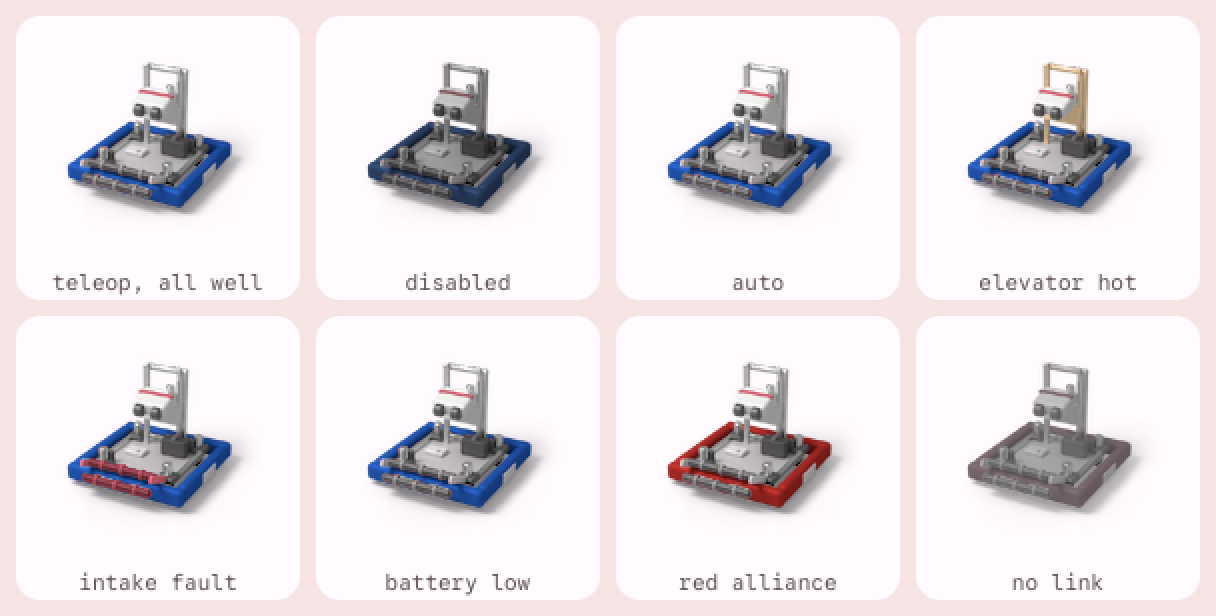 teleop, all well
disabled
auto
elevator hot
intake fault
battery low
red alliance
no link